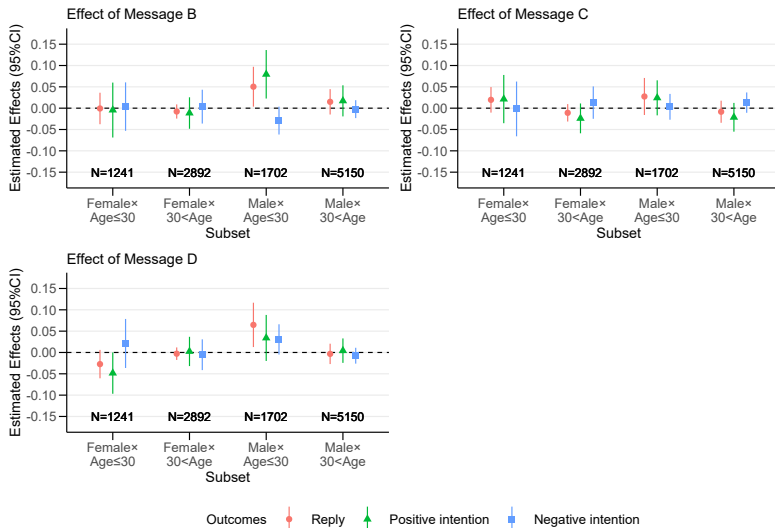 Effect of Message B
Estimated Effects (95%CI)
0.15
0.10
0.05
0.00
-0.05
-0.10
-0.15
N=1241
N=2892
N=1702
N=5150
Female×
Age≤30
Female×
30<Age
Male×
Age≤30
Male×
30<Age
Subset
Effect of Message C
Estimated Effects (95%CI)
0.15
0.10
0.05
0.00
-0.05
-0.10
-0.15
N=1241
N=2892
N=1702
N=5150
Female×
Age≤30
Female×
30<Age
Male×
Age≤30
Male×
30<Age
Subset
Effect of Message D
Estimated Effects (95%CI)
0.15
0.10
0.05
0.00
-0.05
-0.10
-0.15
N=1241
N=2892
N=1702
N=5150
Female×
Age≤30
Female×
30<Age
Male×
Age≤30
Male×
30<Age
Subset
Outcomes Reply Positive intention Negative intention